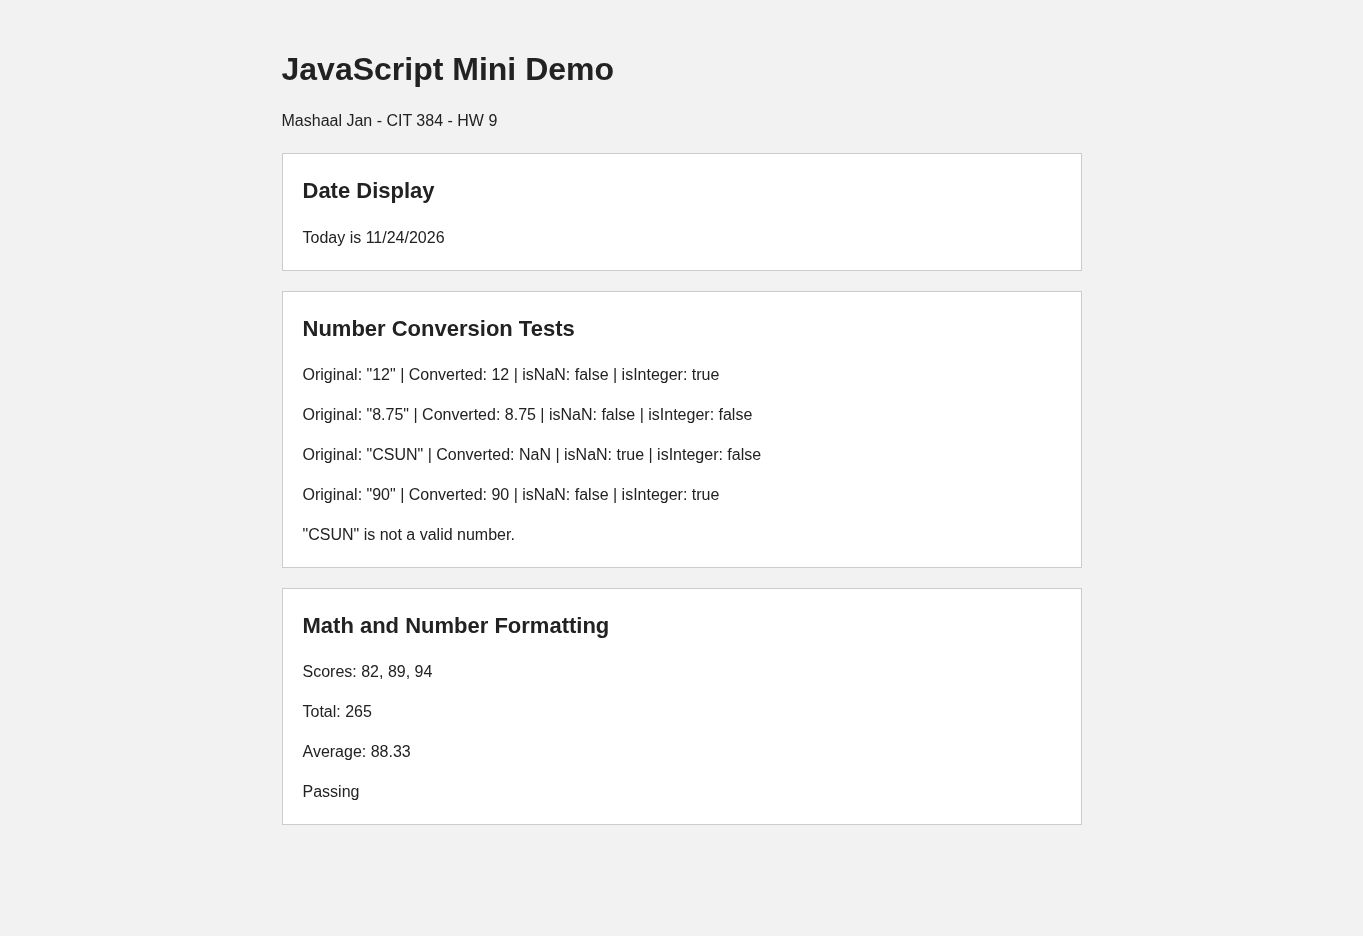 JavaScript Mini Demo
Mashaal Jan - CIT 384 - HW 9
Date Display
Today is 11/24/2026
Number Conversion Tests
Original: "12" | Converted: 12 | isNaN: false | isInteger: true
Original: "8.75" | Converted: 8.75 | isNaN: false | isInteger: false
Original: "CSUN" | Converted: NaN | isNaN: true | isInteger: false
Original: "90" | Converted: 90 | isNaN: false | isInteger: true
"CSUN" is not a valid number.
Math and Number Formatting
Scores: 82, 89, 94
Total: 265
Average: 88.33
Passing